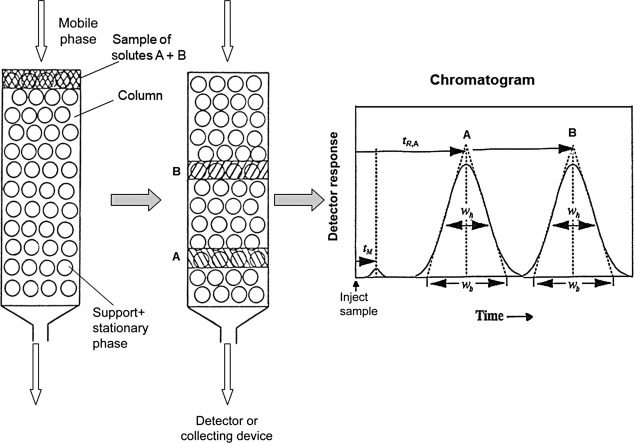 Mobile
phase
Sample of
solutes A + B
Column
Support+
stationary
phase
B
A
Detector or
collecting device
Chromatogram
Detector response
t_R,A
A
B
w_h
w_h
t_M
w_b
w_b
Inject
sample
Time